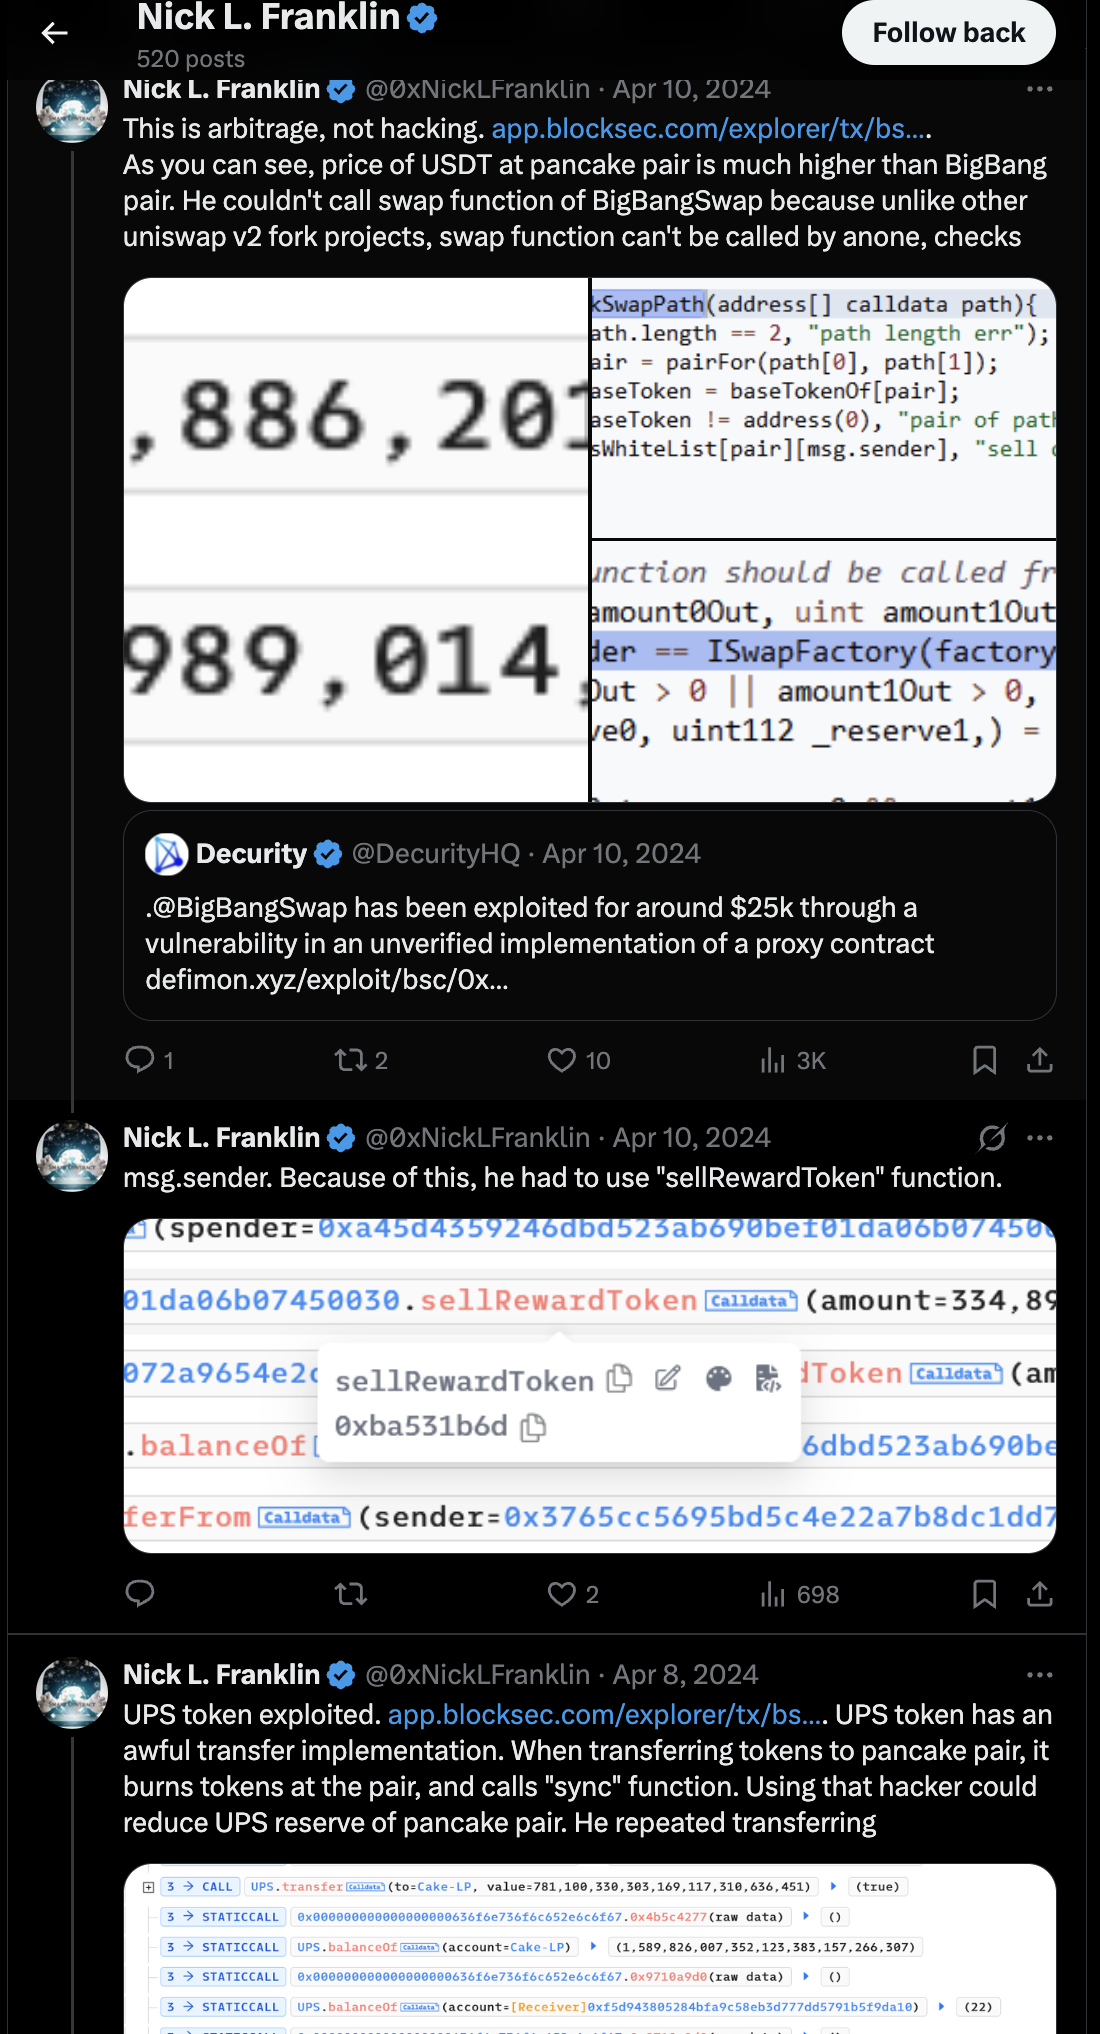 Nick L. Franklin
520 posts
Follow back
Nick L. Franklin @0xNickLFranklin · Apr 10, 2024
This is arbitrage, not hacking. app.blocksec.com/explorer/tx/bs….
As you can see, price of USDT at pancake pair is much higher than BigBang
pair. He couldn't call swap function of BigBangSwap because unlike other
uniswap v2 fork projects, swap function can't be called by anone, checks
,886,201
989,014,
kSwapPath(address[] calldata path){
ath.length == 2, "path length err");
air = pairFor(path[0], path[1]);
aseToken = baseTokenOf[pair];
aseToken != address(0), "pair of path
sWhiteList[pair][msg.sender], "sell
unction should be called fr
amount0Out, uint amount1Out
der == ISwapFactory(factory
Out > 0 || amount1Out > 0,
ve0, uint112 _reserve1,) =
Decurity @DecurityHQ · Apr 10, 2024
.@BigBangSwap has been exploited for around $25k through a
vulnerability in an unverified implementation of a proxy contract
defimon.xyz/exploit/bsc/0x...
1 2 10 3K
Nick L. Franklin @0xNickLFranklin · Apr 10, 2024
msg.sender. Because of this, he had to use "sellRewardToken" function.
(spender=0xa45d4359246dbd523ab690bef01da06b074500
01da06b07450030.sellRewardToken Calldata (amount=334,89
072a9654e2c dToken Calldata (am
sellRewardToken
0xba531b6d
.balanceOf 6dbd523ab690be
ferFrom Calldata (sender=0x3765cc5695bd5c4e22a7b8dc1dd7
2 698
Nick L. Franklin @0xNickLFranklin · Apr 8, 2024
UPS token exploited. app.blocksec.com/explorer/tx/bs…. UPS token has an
awful transfer implementation. When transferring tokens to pancake pair, it
burns tokens at the pair, and calls "sync" function. Using that hacker could
reduce UPS reserve of pancake pair. He repeated transferring
3 → CALL UPS.transfer Calldata (to=Cake-LP, value=781,100,330,303,169,117,310,636,451) (true)
3 → STATICCALL 0x000000000000000000636f6e736f6c652e6c6f67.0x4b5c4277(raw data) ()
3 → STATICCALL UPS.balanceOf Calldata (account=Cake-LP) (1,589,826,007,352,123,383,157,266,307)
3 → STATICCALL 0x000000000000000000636f6e736f6c652e6c6f67.0x9710a9d0(raw data) ()
3 → STATICCALL UPS.balanceOf Calldata (account=[Receiver]0xf5d943805284bfa9c58eb3d777dd5791b5f9da10) (22)